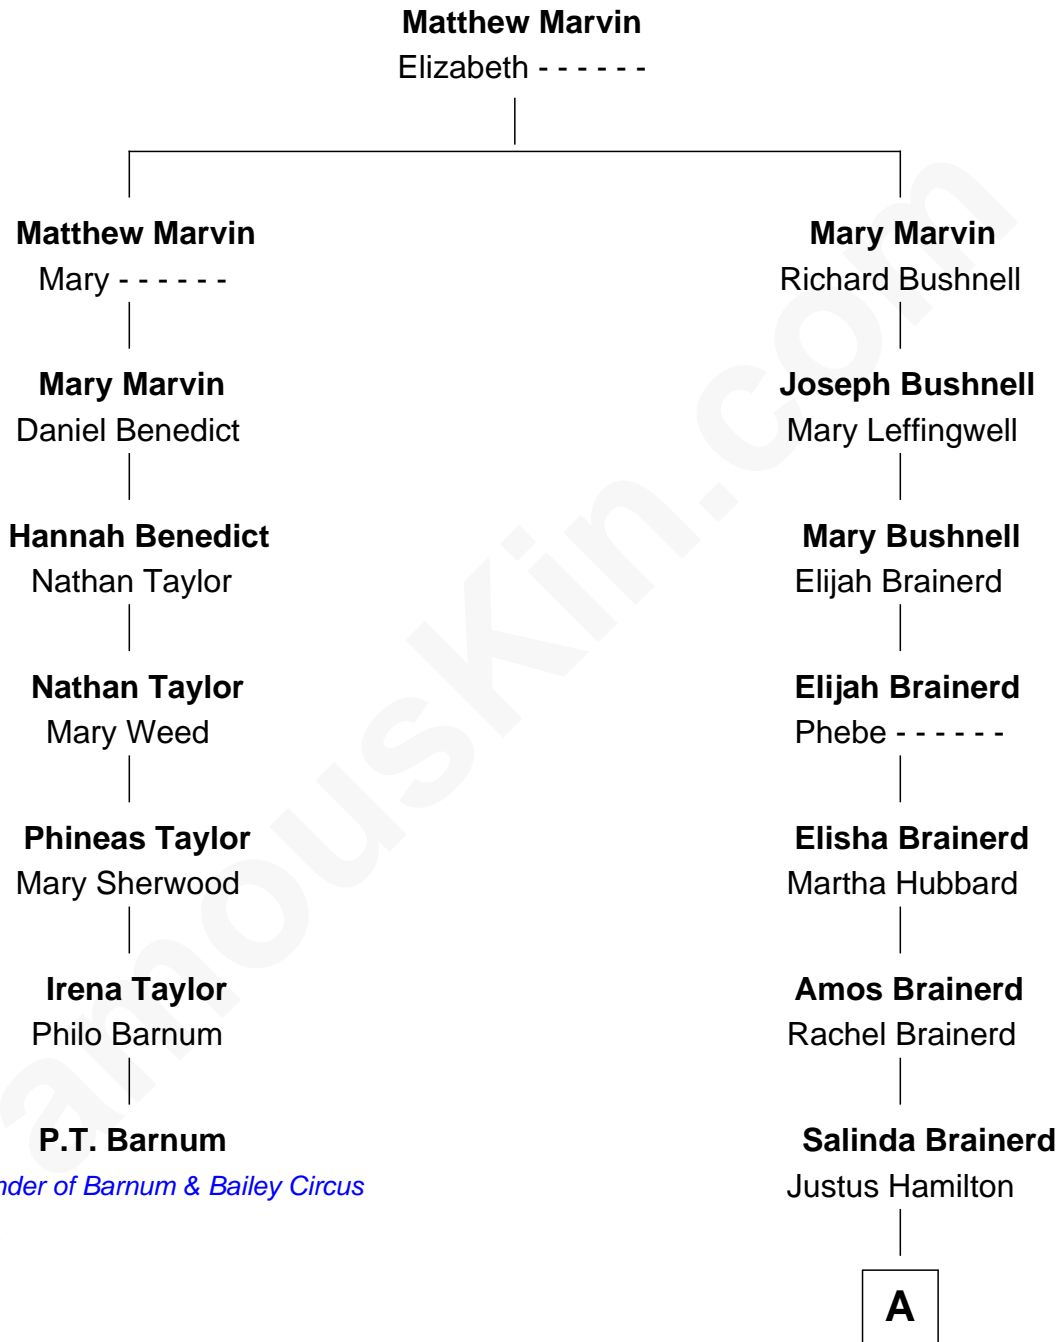 Matthew Marvin
Elizabeth - - - - - -
Matthew Marvin
Mary - - - - - -
Mary Marvin
Daniel Benedict
Hannah Benedict
Nathan Taylor
Nathan Taylor
Mary Weed
Phineas Taylor
Mary Sherwood
Irena Taylor
Philo Barnum
P.T. Barnum
nder of Barnum & Bailey Circus
Mary Marvin
Richard Bushnell
Joseph Bushnell
Mary Leffingwell
Mary Bushnell
Elijah Brainerd
Elijah Brainerd
Phebe - - - - - -
Elisha Brainerd
Martha Hubbard
Amos Brainerd
Rachel Brainerd
Salinda Brainerd
Justus Hamilton
A
amousKin.com